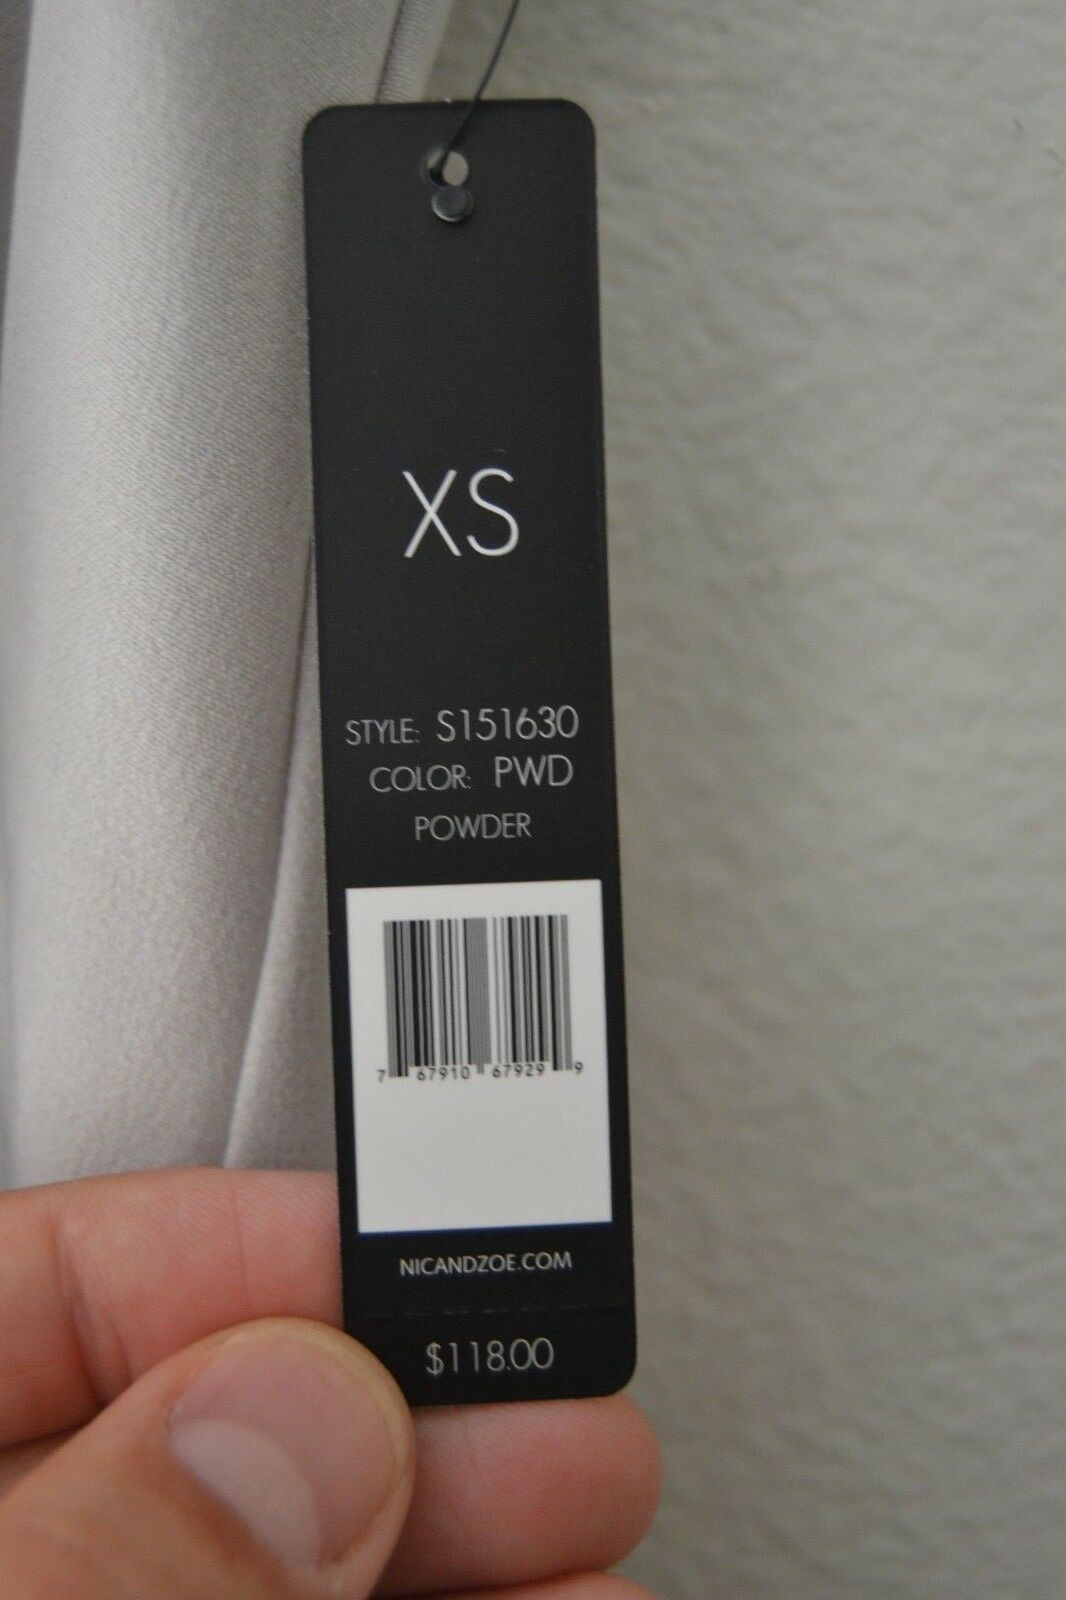 XS
STYLE: S151630
COLOR: PWD
POWDER
7 67910 67929 9
NICANDZOE.COM
$118.00